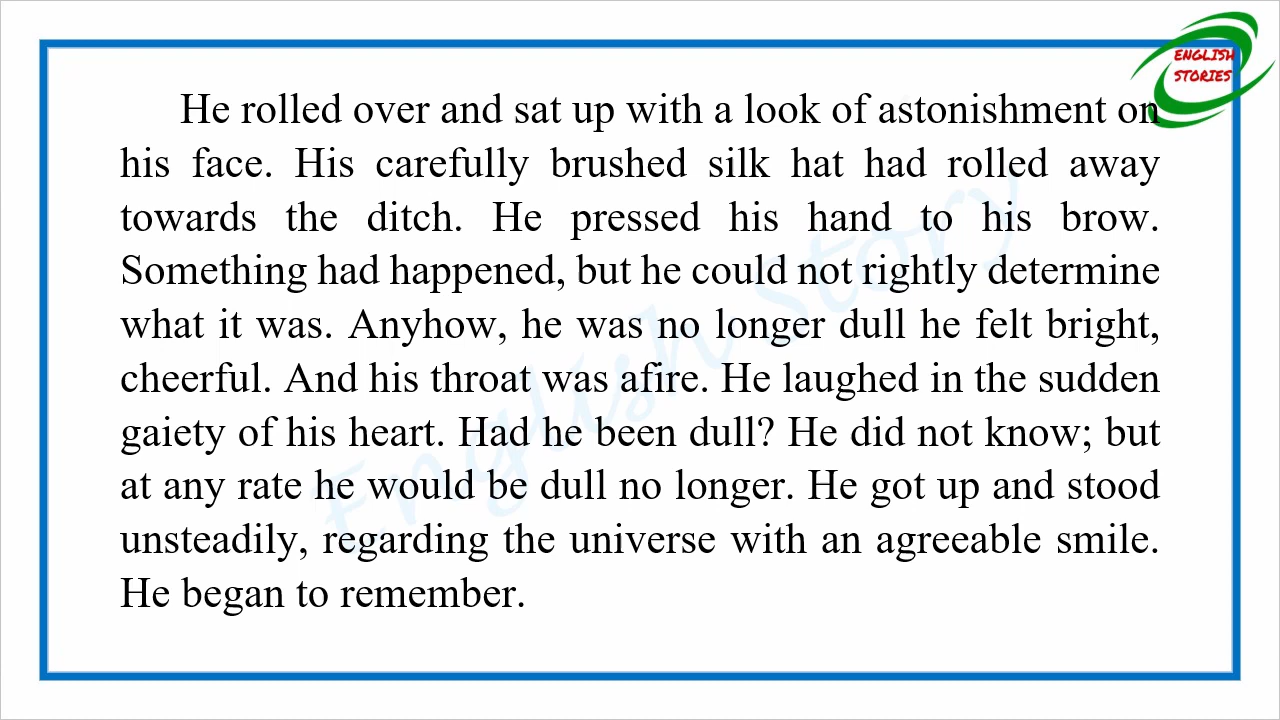 ENGLISH
STORIES
He rolled over and sat up with a look of astonishment on
his face. His carefully brushed silk hat had rolled away
towards the ditch. He pressed his hand to his brow.
Something had happened, but he could not rightly determine
what it was. Anyhow, he was no longer dull he felt bright,
cheerful. And his throat was afire. He laughed in the sudden
gaiety of his heart. Had he been dull? He did not know; but
at any rate he would be dull no longer. He got up and stood
unsteadily, regarding the universe with an agreeable smile.
He began to remember.
English Story